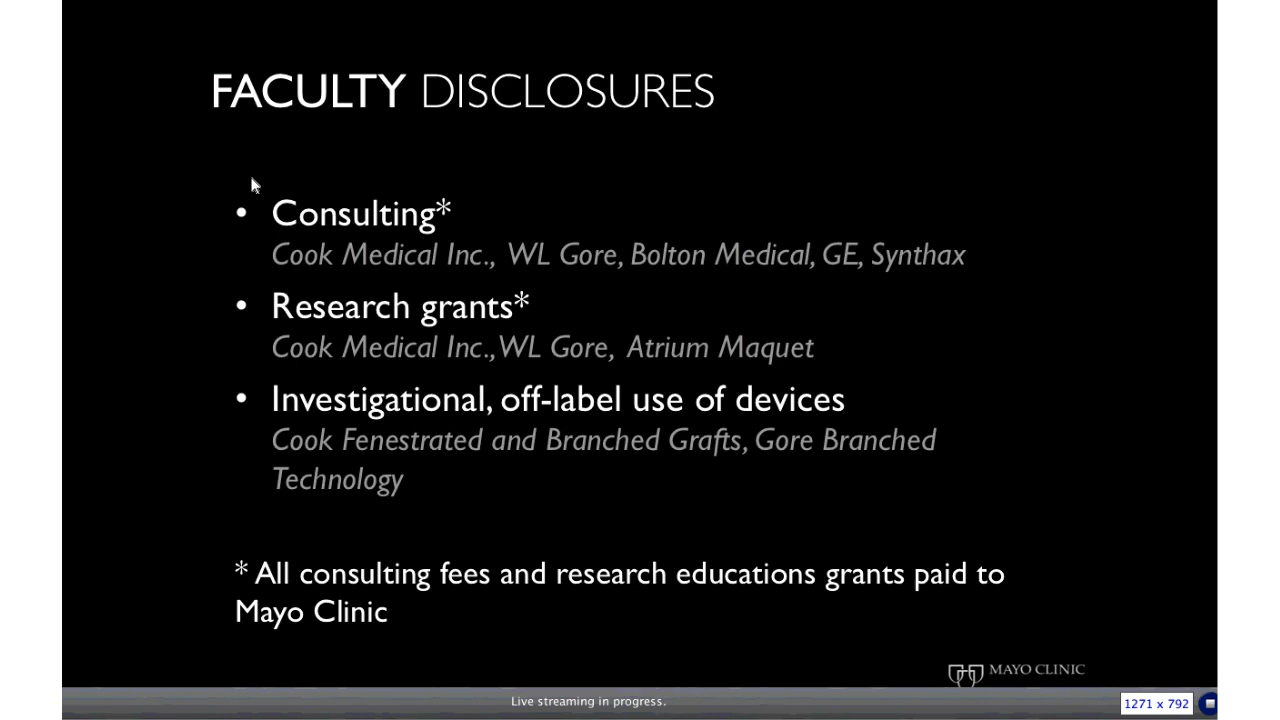 FACULTY DISCLOSURES
• Consulting*
Cook Medical Inc., WL Gore, Bolton Medical, GE, Synthax
• Research grants*
Cook Medical Inc., WL Gore, Atrium Maquet
• Investigational, off-label use of devices
Cook Fenestrated and Branched Grafts, Gore Branched
Technology
* All consulting fees and research educations grants paid to
Mayo Clinic
MAYO CLINIC
Live streaming in progress.
1271 x 792